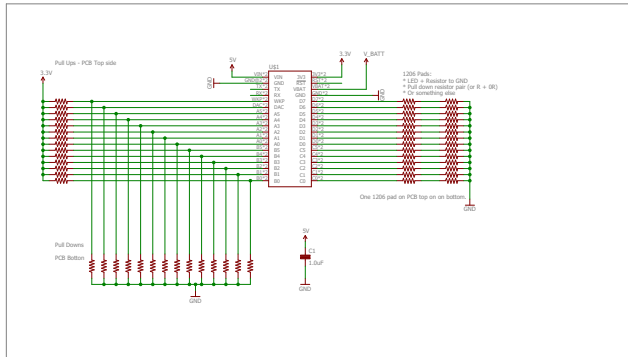 Pull Ups - PCB Top side
3.3V
5V
3.3V
V_BATT
U$1
GND
GND
VIN
GND
TX
RX
WKP
DAC
A5
A4
A3
A2
A1
A0
B5
B4
B3
B2
B1
B0
3V3
RST
VBAT
GND
D7
D6
D5
D4
D3
D2
D1
D0
C5
C4
C3
C2
C1
C0
1206 Pads:
* LED + Resistor to GND
* Pull down resistor pair (or R + 0R)
* Or something else
One 1206 pad on PCB top on on bottom.
GND
Pull Downs
PCB Botton
GND
5V
C1
1.0uF
GND